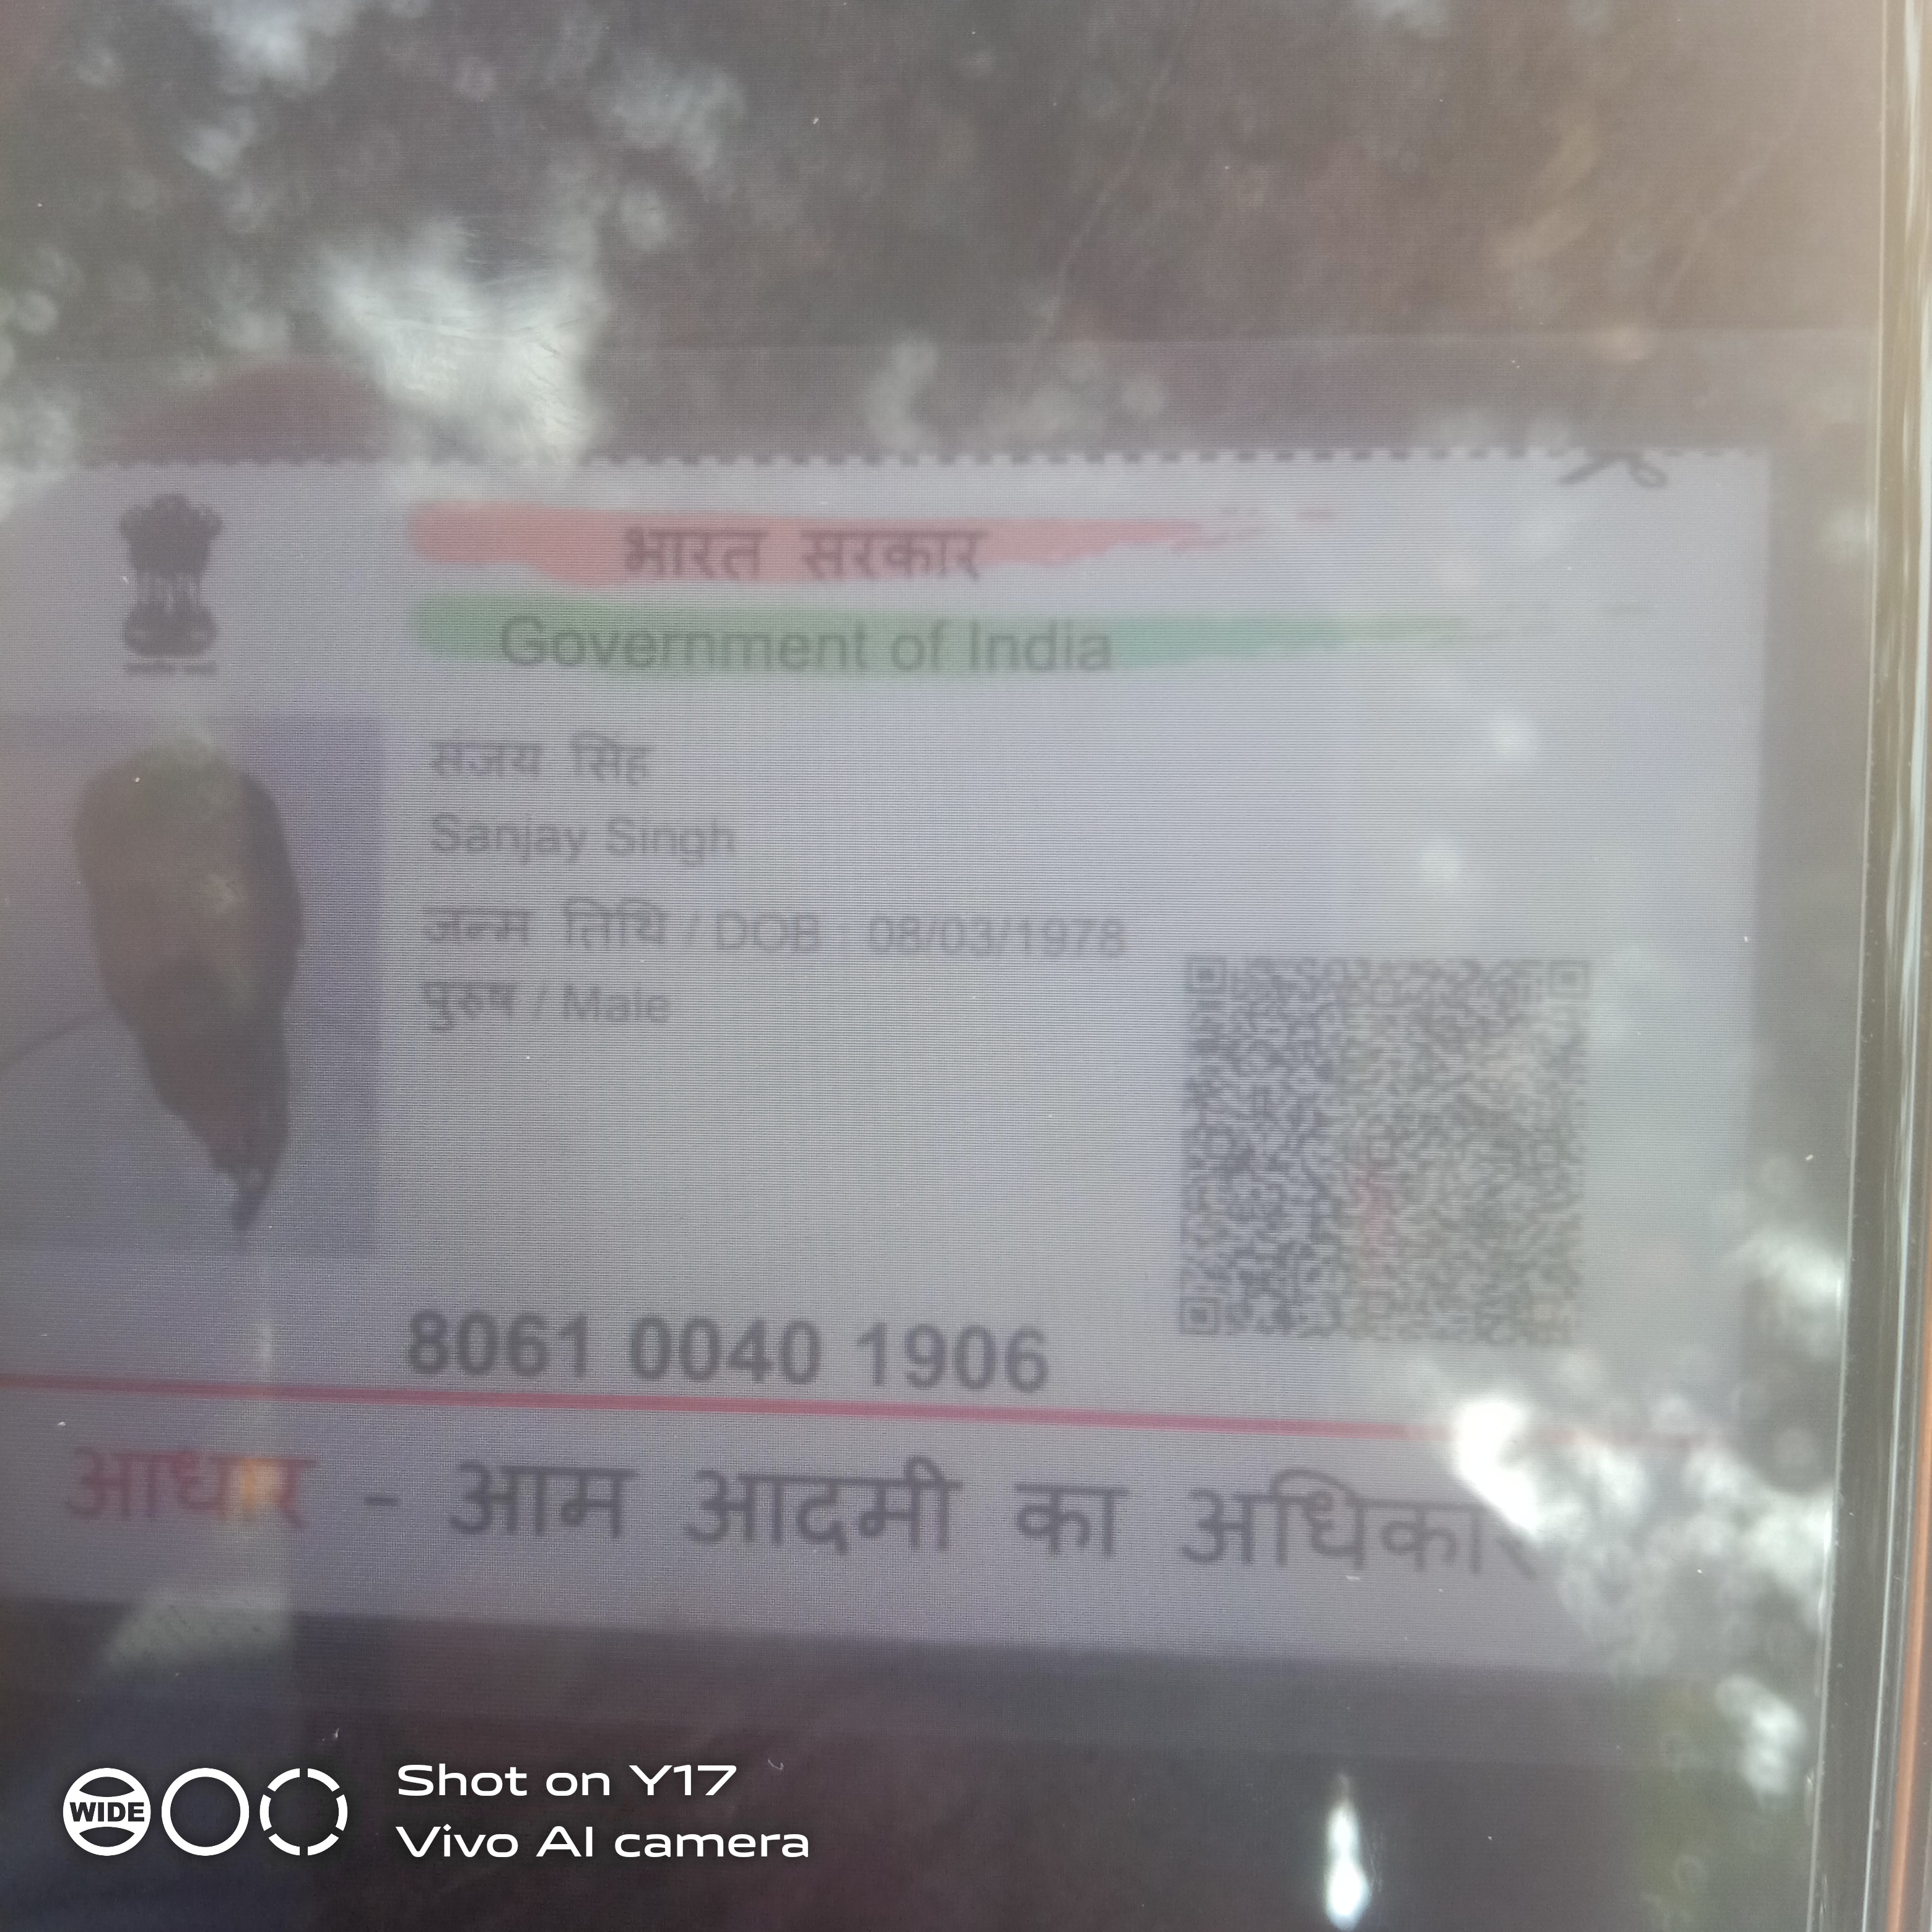 भारत सरकार
Government of India
संजय सिंह
Sanjay Singh
जन्म तिथि / DOB : 08/03/1978
पुरुष / Male
8061 0040 1906
आधार - आम आदमी का अधिकार
WIDE
Shot on Y17
Vivo AI camera